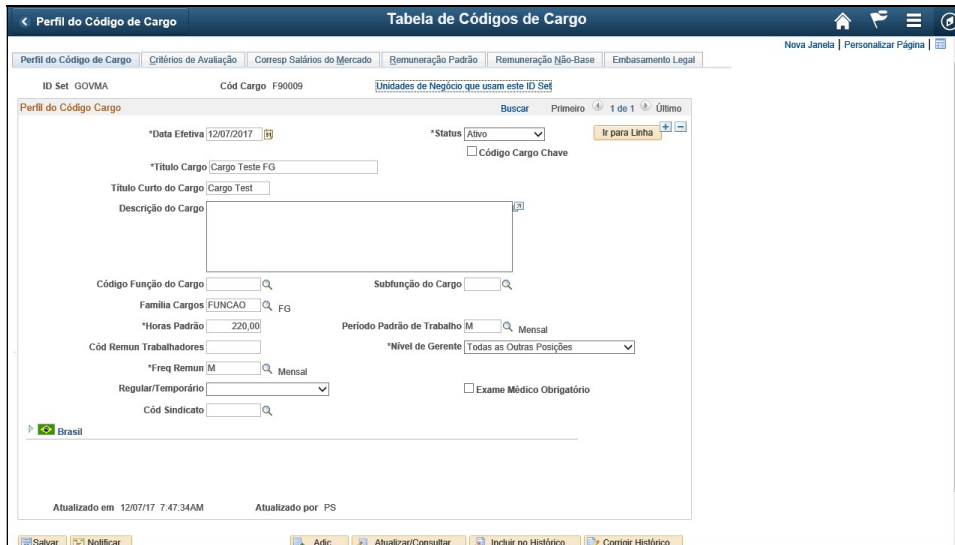 Perfil do Código de Cargo Tabela de Códigos de Cargo
Nova Janela | Personalizar Página |
Perfil do Código de Cargo Critérios de Avaliação Corresp Salários do Mercado Remuneração Padrão Remuneração Não-Base Embasamento Legal
ID Set GOVMA Cód Cargo F90009 Unidades de Negócio que usam este ID Set
Perfil do Código Cargo Buscar Primeiro 1 de 1 Último
*Data Efetiva 12/07/2017 *Status Ativo Ir para Linha
Código Cargo Chave
*Título Cargo Cargo Teste FG
Título Curto do Cargo Cargo Test
Descrição do Cargo
Código Função do Cargo Subfunção do Cargo
Família Cargos FUNCAO FG
*Horas Padrão 220,00 Período Padrão de Trabalho M Mensal
Cód Remun Trabalhadores *Nível de Gerente Todas as Outras Posições
*Freq Remun M Mensal
Regular/Temporário Exame Médico Obrigatório
Cód Sindicato
Brasil
Atualizado em 12/07/17 7:47:34AM Atualizado por PS
Salvar Notificar Adic Atualizar/Consultar Incluir no Histórico Corrigir Histórico